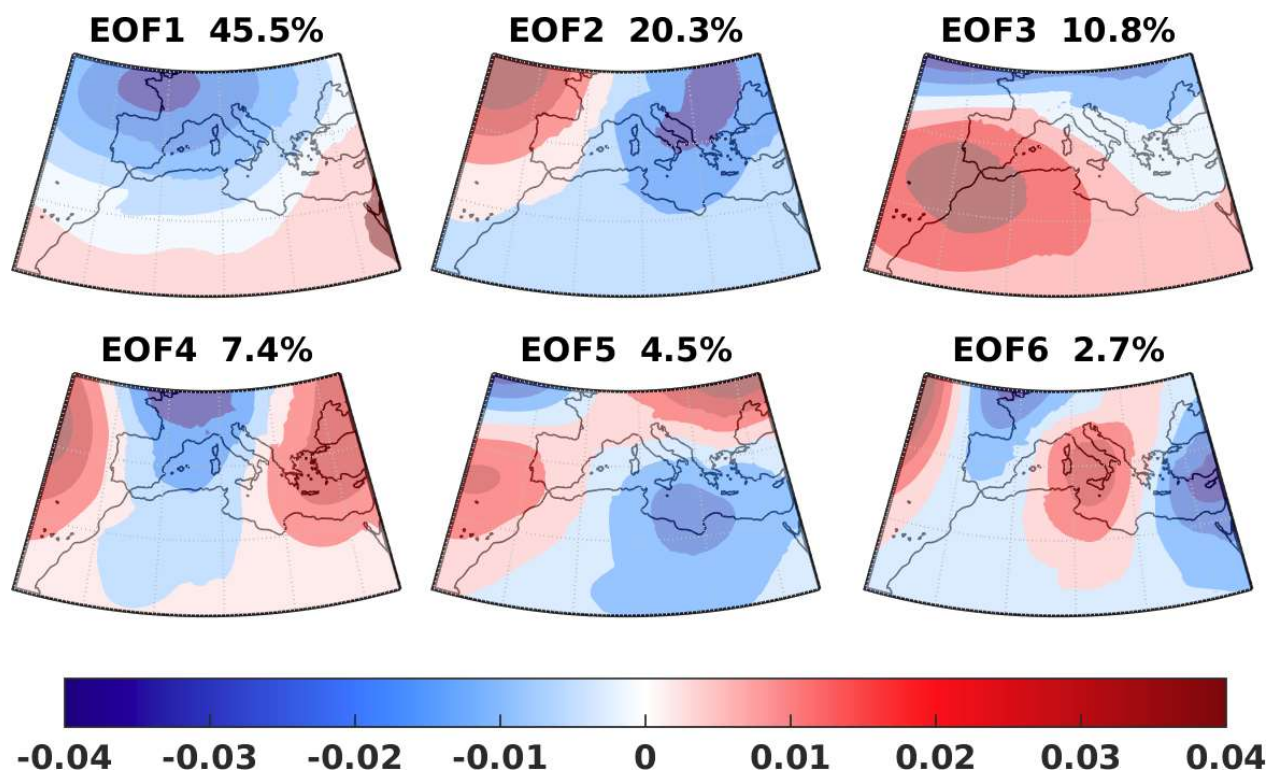 EOF1 45.5%
EOF2 20.3%
EOF3 10.8%
EOF4 7.4%
EOF5 4.5%
EOF6 2.7%
-0.04 -0.03 -0.02 -0.01 0 0.01 0.02 0.03 0.04